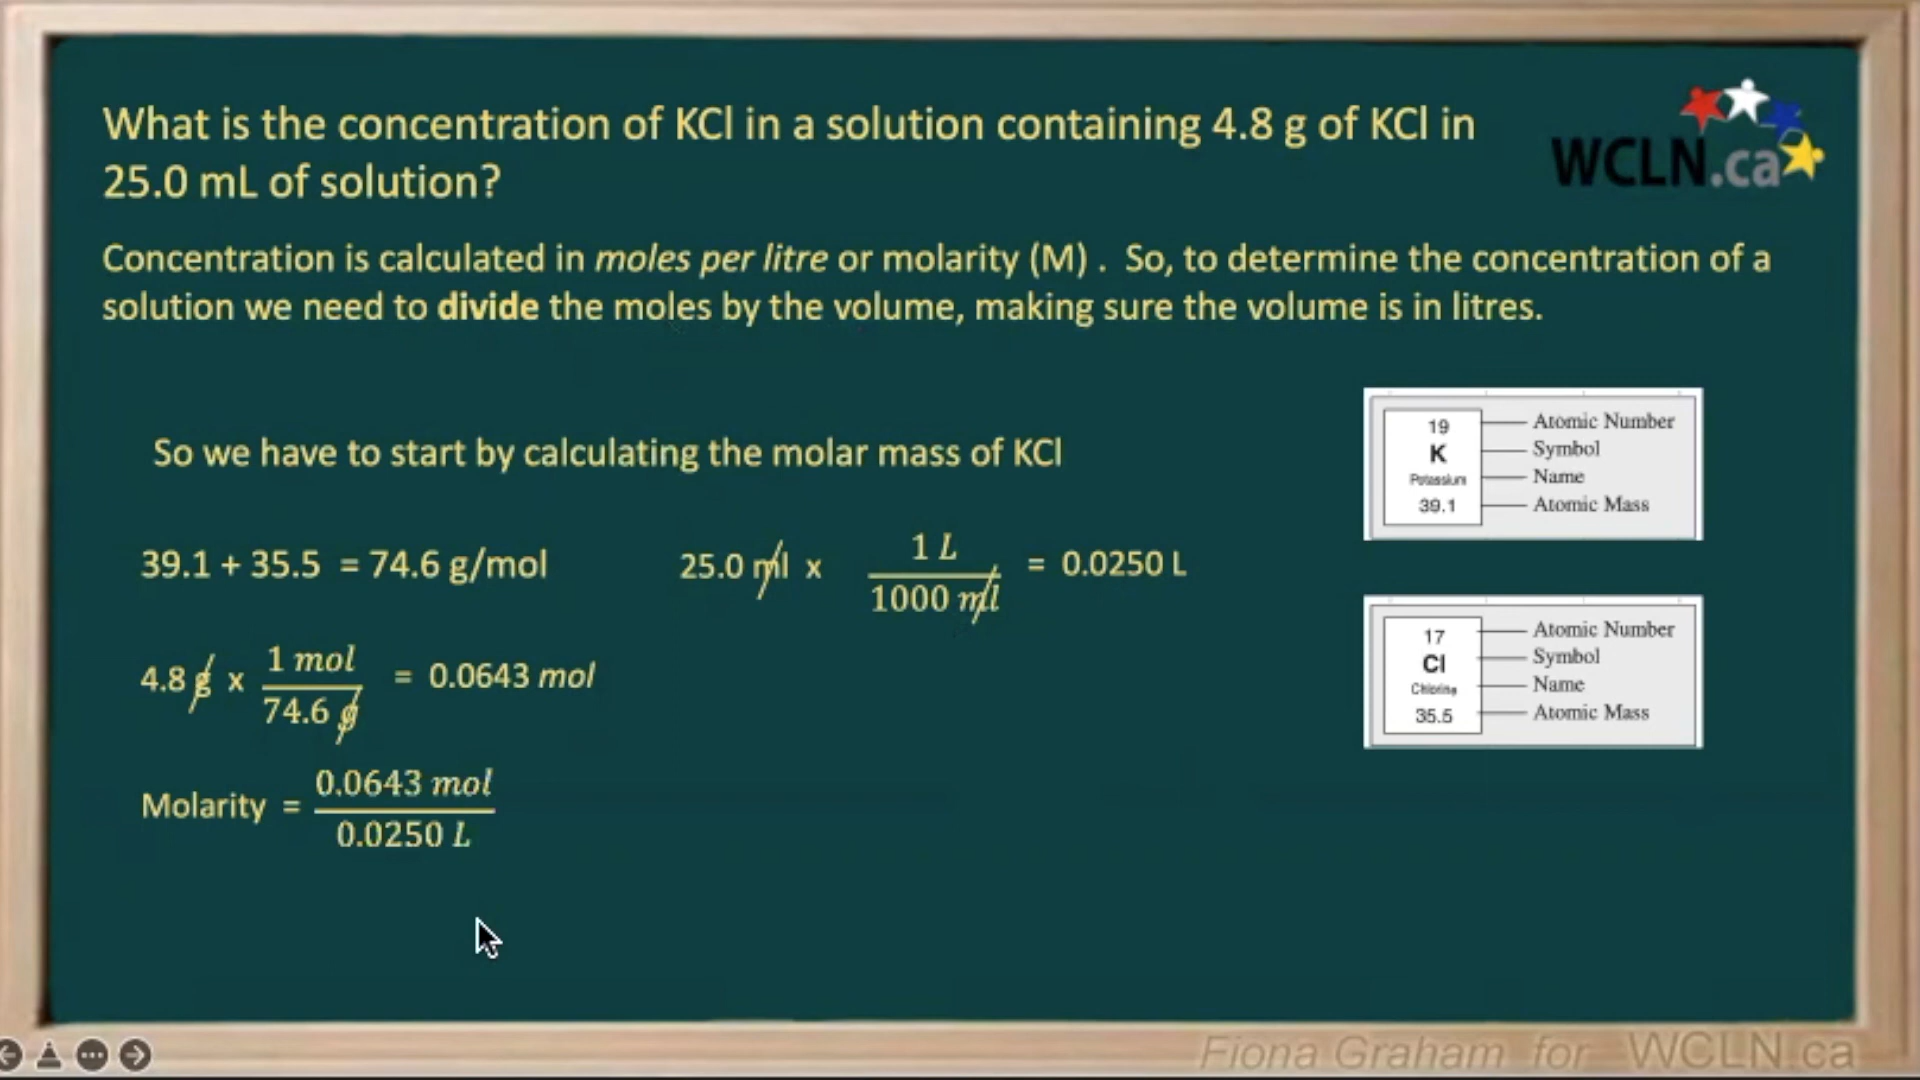 What is the concentration of KCl in a solution containing 4.8 g of KCl in
25.0 mL of solution?
WCLN.ca
Concentration is calculated in moles per litre or molarity (M) .  So, to determine the concentration of a
solution we need to divide the moles by the volume, making sure the volume is in litres.
So we have to start by calculating the molar mass of KCl
39.1 + 35.5 = 74.6 g/mol
25.0 ml x 1 L / 1000 ml = 0.0250 L
4.8 g x 1 mol / 74.6 g = 0.0643 mol
Molarity = 0.0643 mol / 0.0250 L
19
K
Potassium
39.1
Atomic Number
Symbol
Name
Atomic Mass
17
Cl
Chlorine
35.5
Atomic Number
Symbol
Name
Atomic Mass
Fiona Graham for WCLN.ca